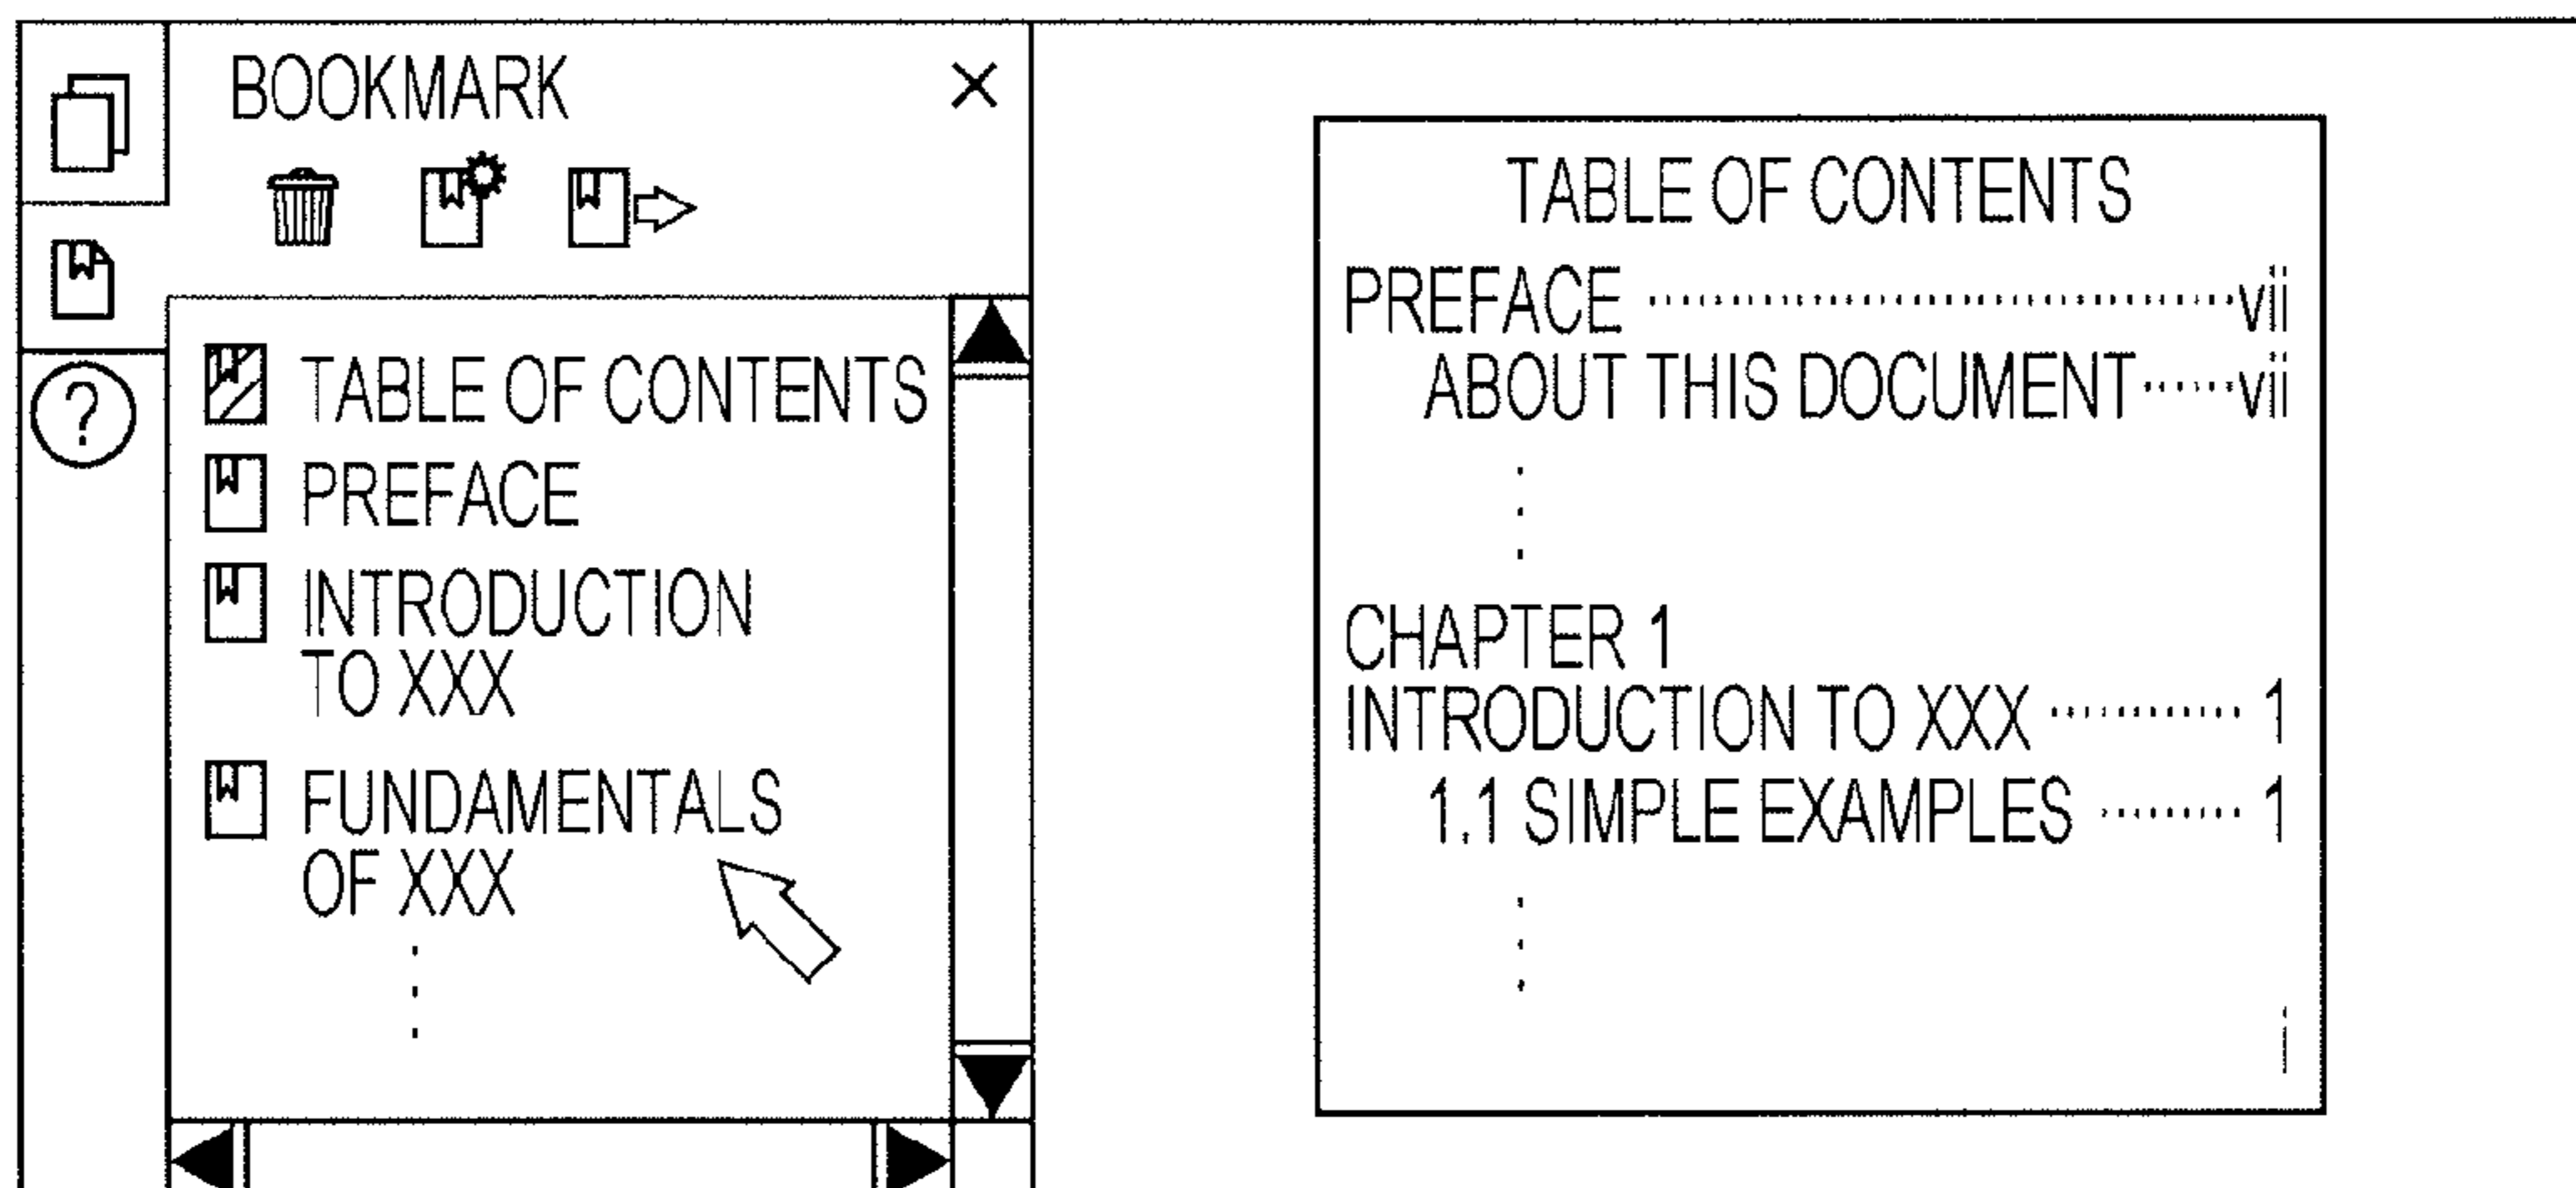 BOOKMARK
?
TABLE OF CONTENTS
PREFACE
INTRODUCTION
TO XXX
FUNDAMENTALS
OF XXX
TABLE OF CONTENTS
PREFACE ································ vii
ABOUT THIS DOCUMENT ······ vii
CHAPTER 1
INTRODUCTION TO XXX ············ 1
1.1 SIMPLE EXAMPLES ········· 1
i